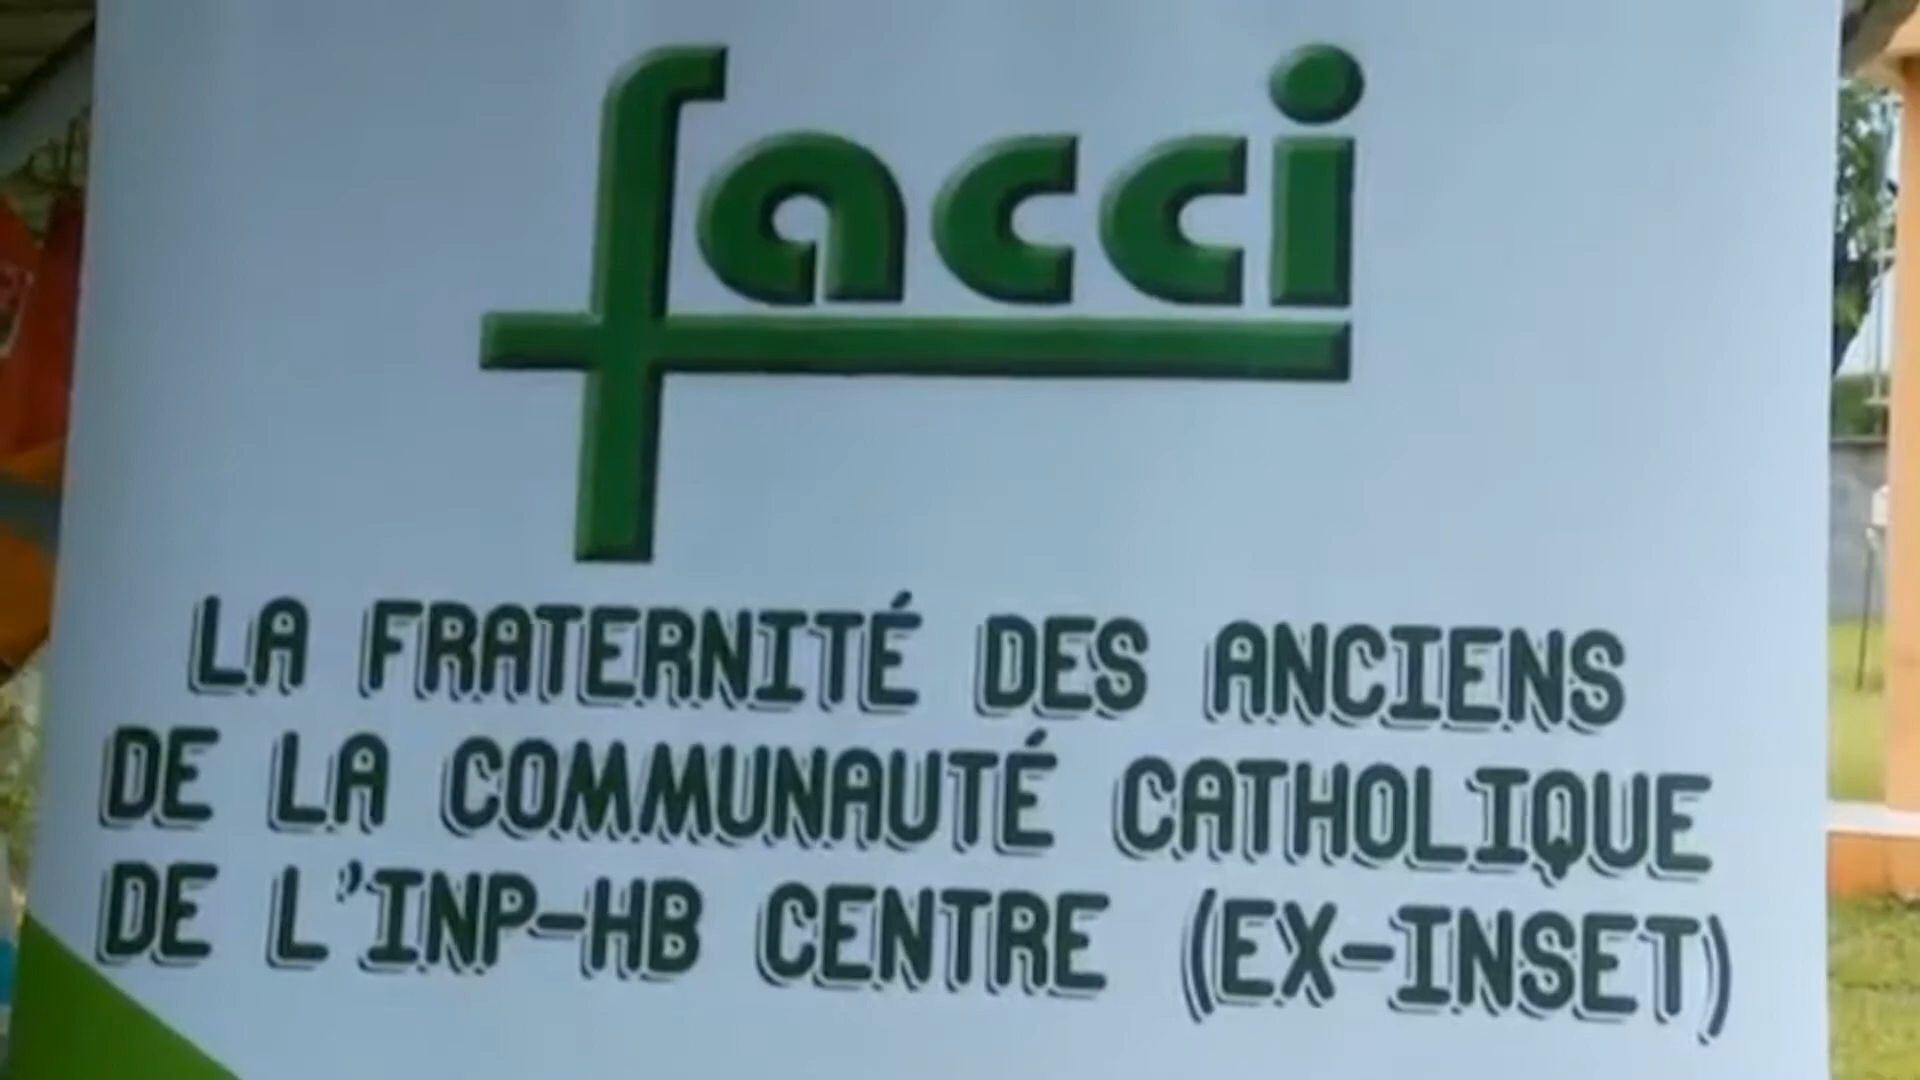 facci
LA FRATERNITÉ DES ANCIENS
DE LA COMMUNAUTÉ CATHOLIQUE
DE L'INP-HB CENTRE (EX-INSET)